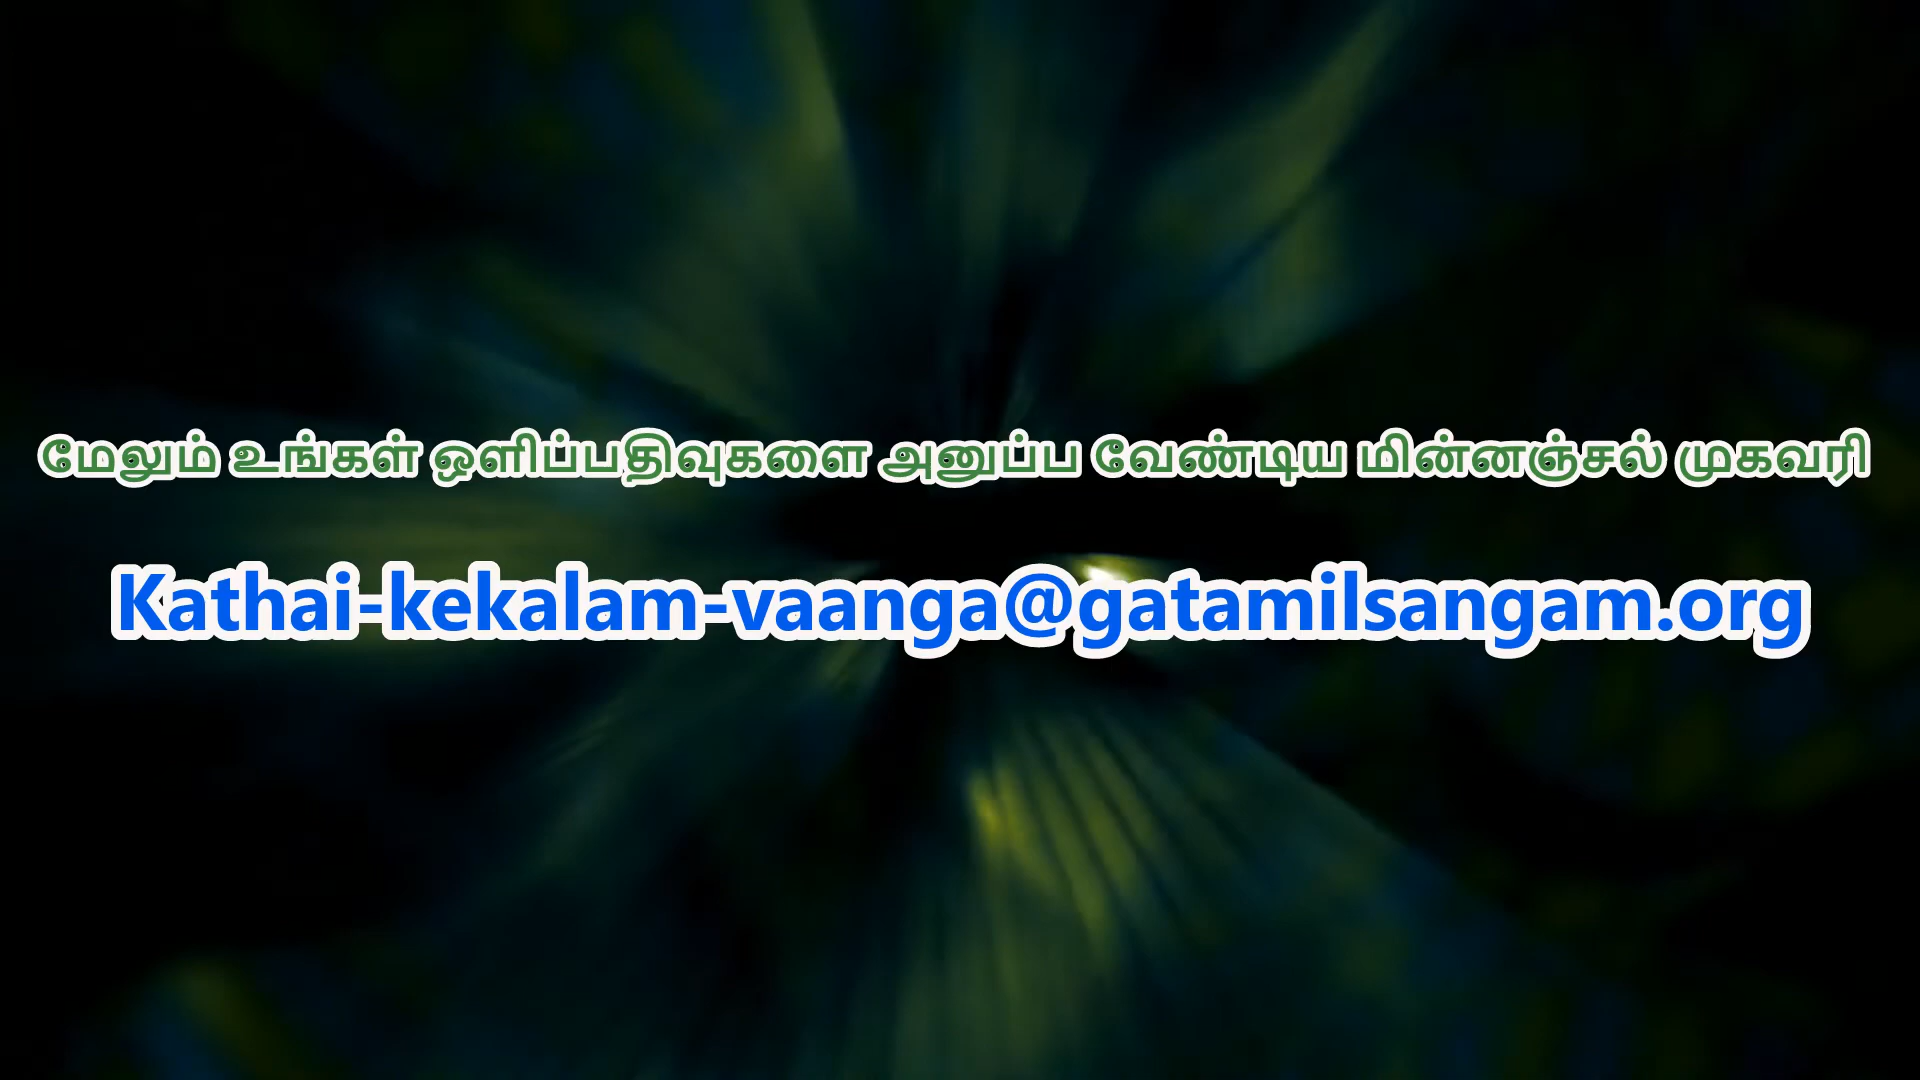 மேலும் உங்கள் ஒளிப்பதிவுகளை அனுப்ப வேண்டிய மின்னஞ்சல் முகவரி
Kathai-kekalam-vaanga@gatamilsangam.org